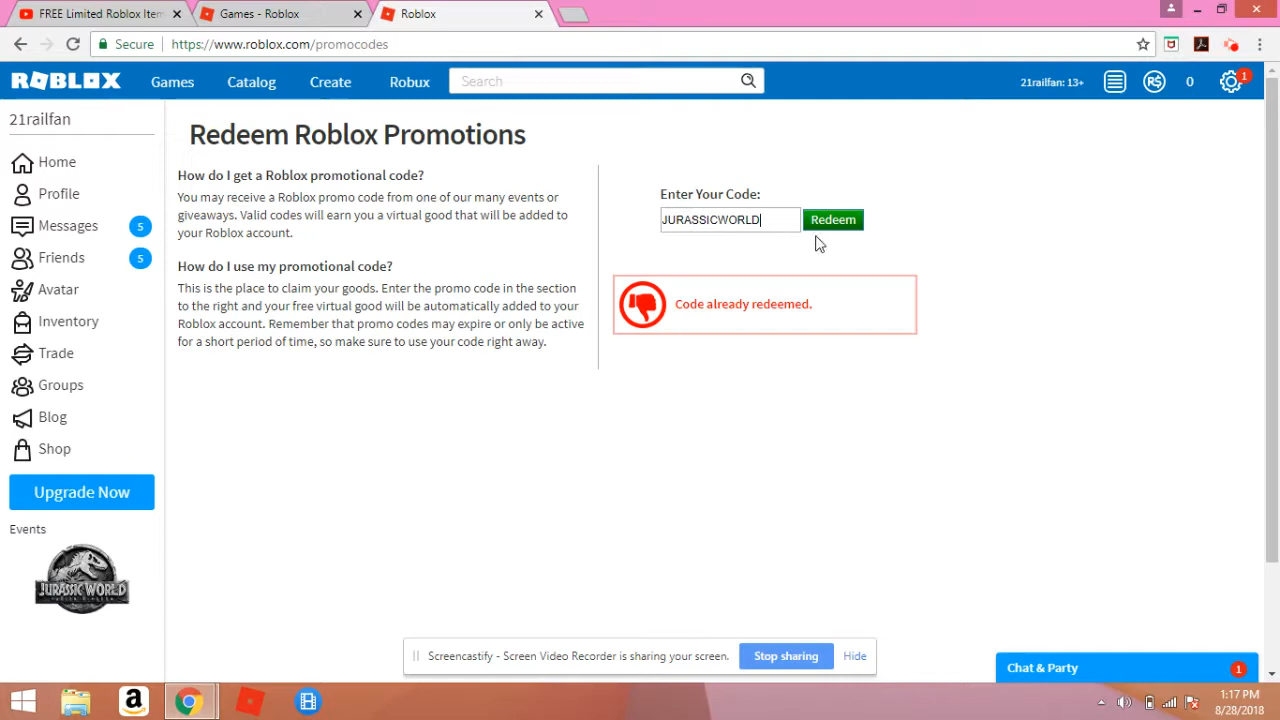 FREE Limited Roblox Item
Games - Roblox
Roblox
Secure
https://www.roblox.com/promocodes
ROBLOX
Games
Catalog
Create
Robux
Search
21railfan: 13+
R$
0
1
21railfan
Home
Profile
Messages 5
Friends 5
Avatar
Inventory
Trade
Groups
Blog
Shop
Upgrade Now
Events
JURASSIC WORLD
Redeem Roblox Promotions
How do I get a Roblox promotional code?
You may receive a Roblox promo code from one of our many events or
giveaways. Valid codes will earn you a virtual good that will be added to
your Roblox account.
How do I use my promotional code?
This is the place to claim your goods. Enter the promo code in the section
to the right and your free virtual good will be automatically added to your
Roblox account. Remember that promo codes may expire or only be active
for a short period of time, so make sure to use your code right away.
Enter Your Code:
JURASSICWORLD
Redeem
Code already redeemed.
Screencastify - Screen Video Recorder is sharing your screen.
Stop sharing
Hide
Chat & Party
1
1:17 PM
8/28/2018